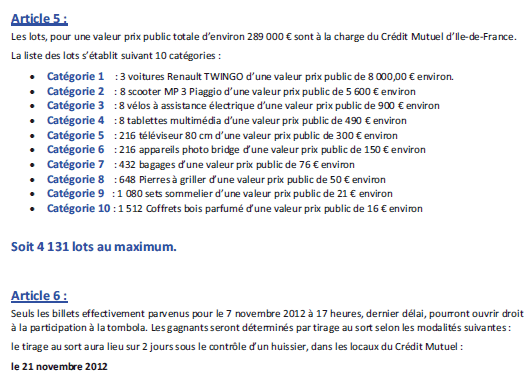 Article 5 :
Les lots, pour une valeur prix public totale d'environ 289 000 € sont à la charge du Crédit Mutuel d'Ile-de-France.
La liste des lots s'établit suivant 10 catégories :
• Catégorie 1 : 3 voitures Renault TWINGO d'une valeur prix public de 8 000,00 € environ.
• Catégorie 2 : 8 scooter MP 3 Piaggio d'une valeur prix public de 5 600 € environ
• Catégorie 3 : 8 vélos à assistance électrique d'une valeur prix public de 900 € environ
• Catégorie 4 : 8 tablettes multimédia d'une valeur prix public de 490 € environ
• Catégorie 5 : 216 téléviseur 80 cm d'une valeur prix public de 300 € environ
• Catégorie 6 : 216 appareils photo bridge d'une valeur prix public de 150 € environ
• Catégorie 7 : 432 bagages d'une valeur prix public de 76 € environ
• Catégorie 8 : 648 Pierres à griller d'une valeur prix public de 50 € environ
• Catégorie 9 : 1 080 sets sommelier d'une valeur prix public de 21 € environ
• Catégorie 10 : 1 512 Coffrets bois parfumé d'une valeur prix public de 16 € environ
Soit 4 131 lots au maximum.
Article 6 :
Seuls les billets effectivement parvenus pour le 7 novembre 2012 à 17 heures, dernier délai, pourront ouvrir droit
à la participation à la tombola. Les gagnants seront déterminés par tirage au sort selon les modalités suivantes :
le tirage au sort aura lieu sur 2 jours sous le contrôle d'un huissier, dans les locaux du Crédit Mutuel :
le 21 novembre 2012